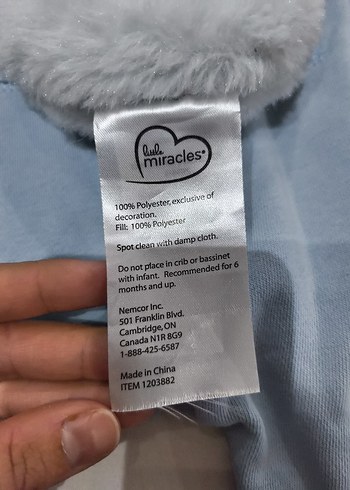 little
miracles®
100% Polyester, exclusive of
decoration.
Fill: 100% Polyester
Spot clean with damp cloth.
Do not place in crib or bassinet
with infant. Recommended for 6
months and up.
Nemcor Inc.
501 Franklin Blvd.
Cambridge, ON
Canada N1R 8G9
1-888-425-6587
Made in China
ITEM 1203882